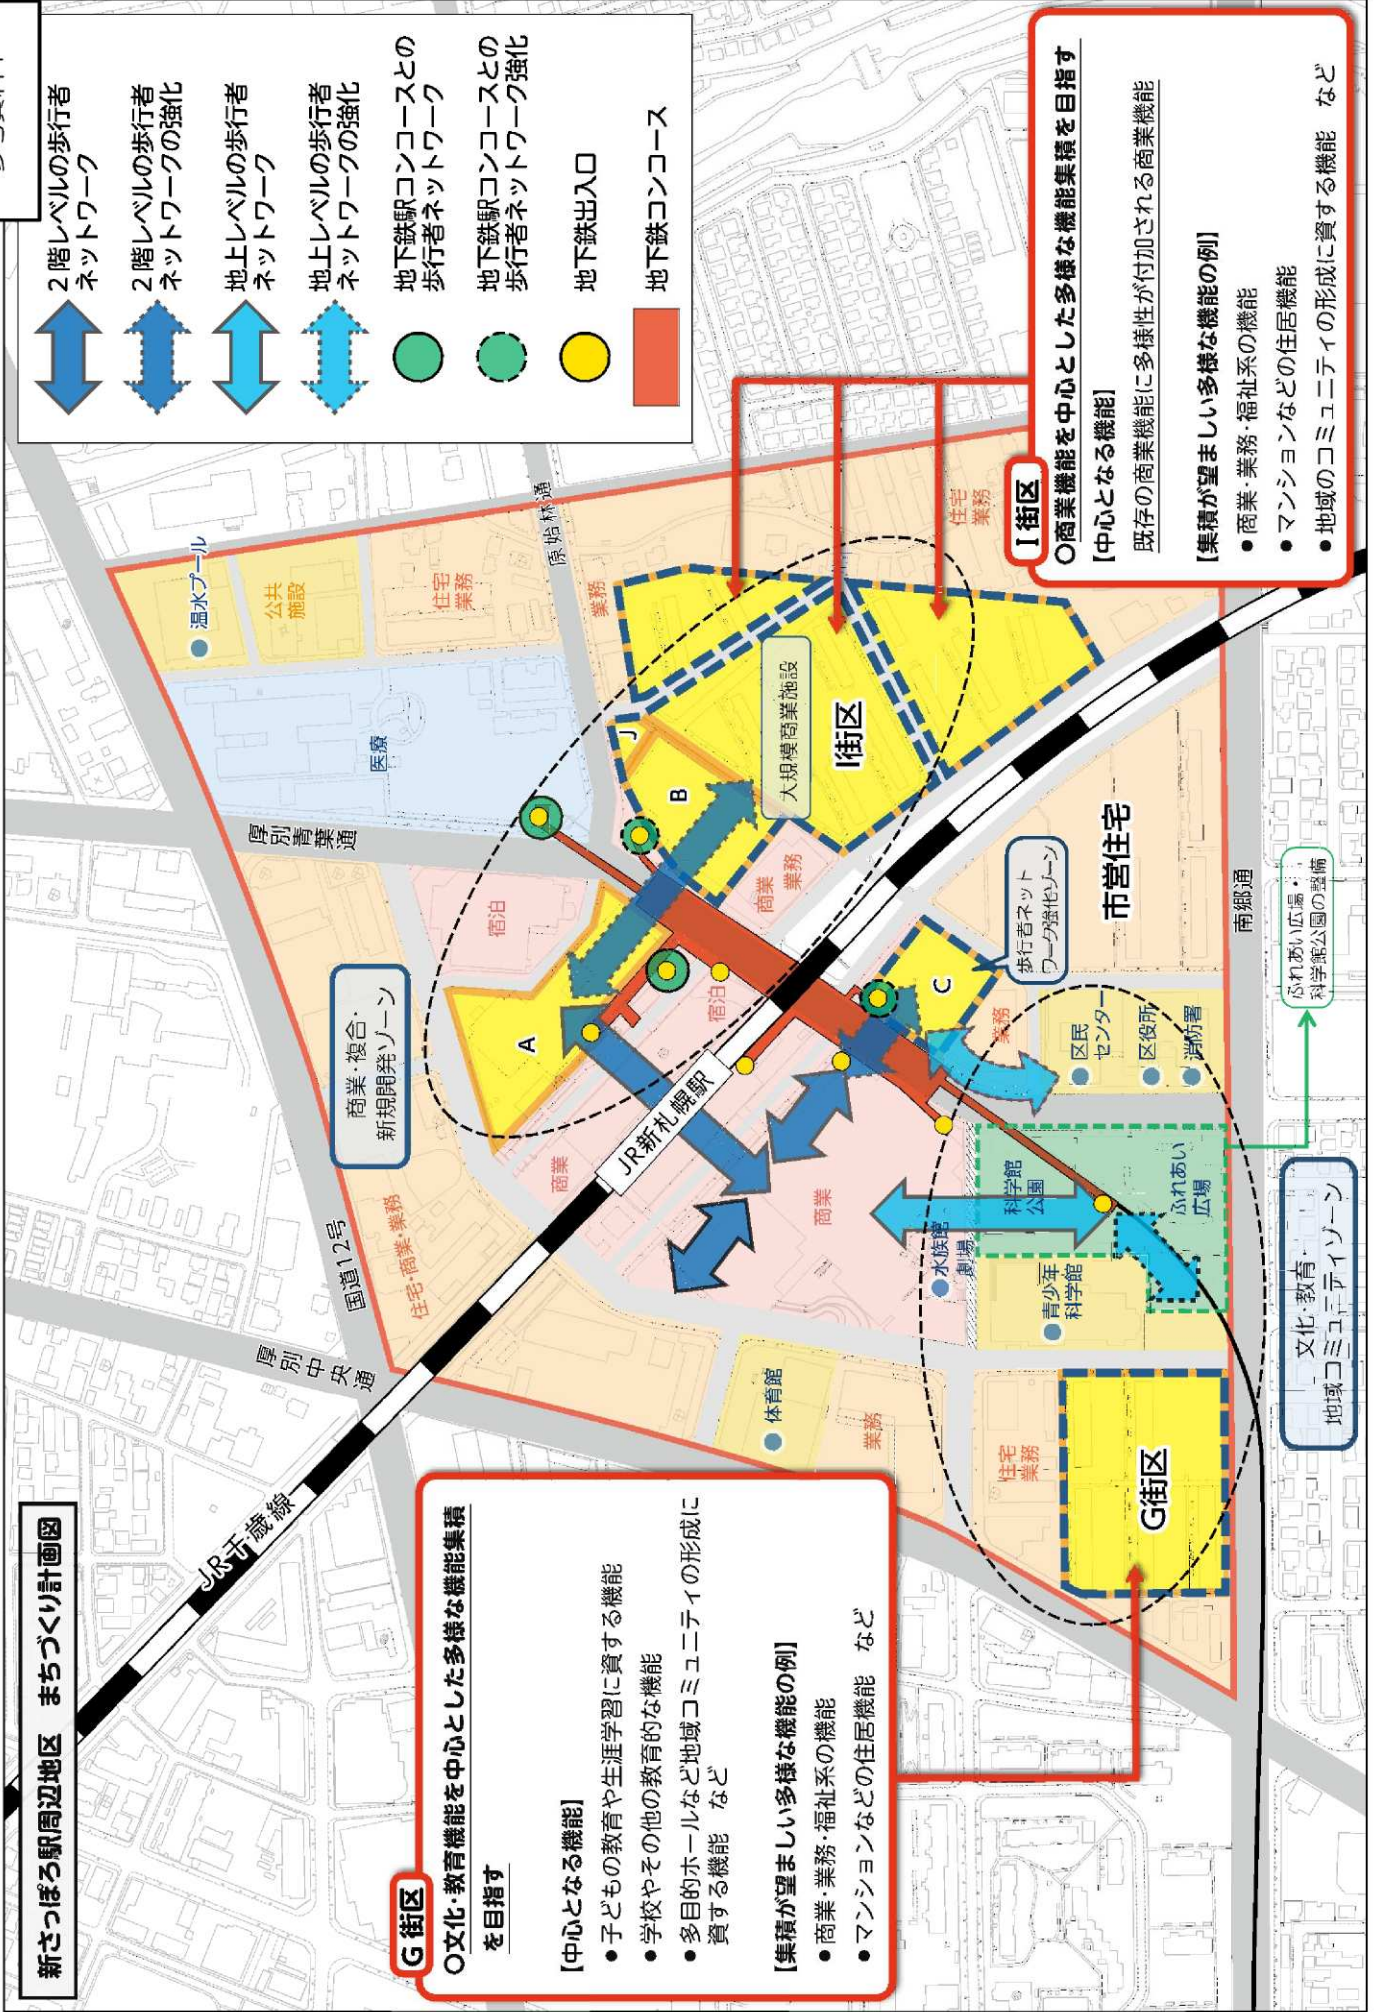 新さっぽろ駅周辺地区　まちづくり計画図
2階レベルの歩行者
ネットワーク
2階レベルの歩行者
ネットワークの強化
地上レベルの歩行者
ネットワーク
地上レベルの歩行者
ネットワークの強化
地下鉄駅コンコースとの
歩行者ネットワーク
地下鉄駅コンコースとの
歩行者ネットワーク強化
地下鉄出入口
地下鉄コンコース
G 街区
○文化・教育機能を中心とした多様な機能集積
を目指す
【中心となる機能】
●子どもの教育や生涯学習に資する機能
●学校やその他の教育的な機能
●多目的ホールなど地域コミュニティの形成に
資する機能　など
【集積が望ましい多様な機能の例】
●商業・業務・福祉系の機能
●マンションなどの住居機能　など
I 街区
○商業機能を中心とした多様な機能集積を目指す
【中心となる機能】
既存の商業機能に多様性が付加される商業機能
【集積が望ましい多様な機能の例】
●商業・業務・福祉系の機能
●マンションなどの住居機能
●地域のコミュニティの形成に資する機能　など
JR千歳線
厚別
中央
通
国道12号
住宅・商業・業務
商業・複合・
新規開発ゾーン
厚別
青葉
通
医療
温水プール
公共
施設
住宅
業務
原始林通
業務
宿泊
A
J
B
大規模商業施設
I街区
住宅
業務
商業
業務
商業
宿泊
JR新札幌駅
商業
C
歩行者ネット
ワーク強化ゾーン
市営住宅
業務
区民
センター
区役所
消防署
南郷通
体育館
業務
水族館
劇場
科学館
公園
青少年
科学館
ふれあい
広場
住宅
業務
G街区
ふれあい広場・
科学館公園の整備
文化・教育・
地域コミュニティゾーン